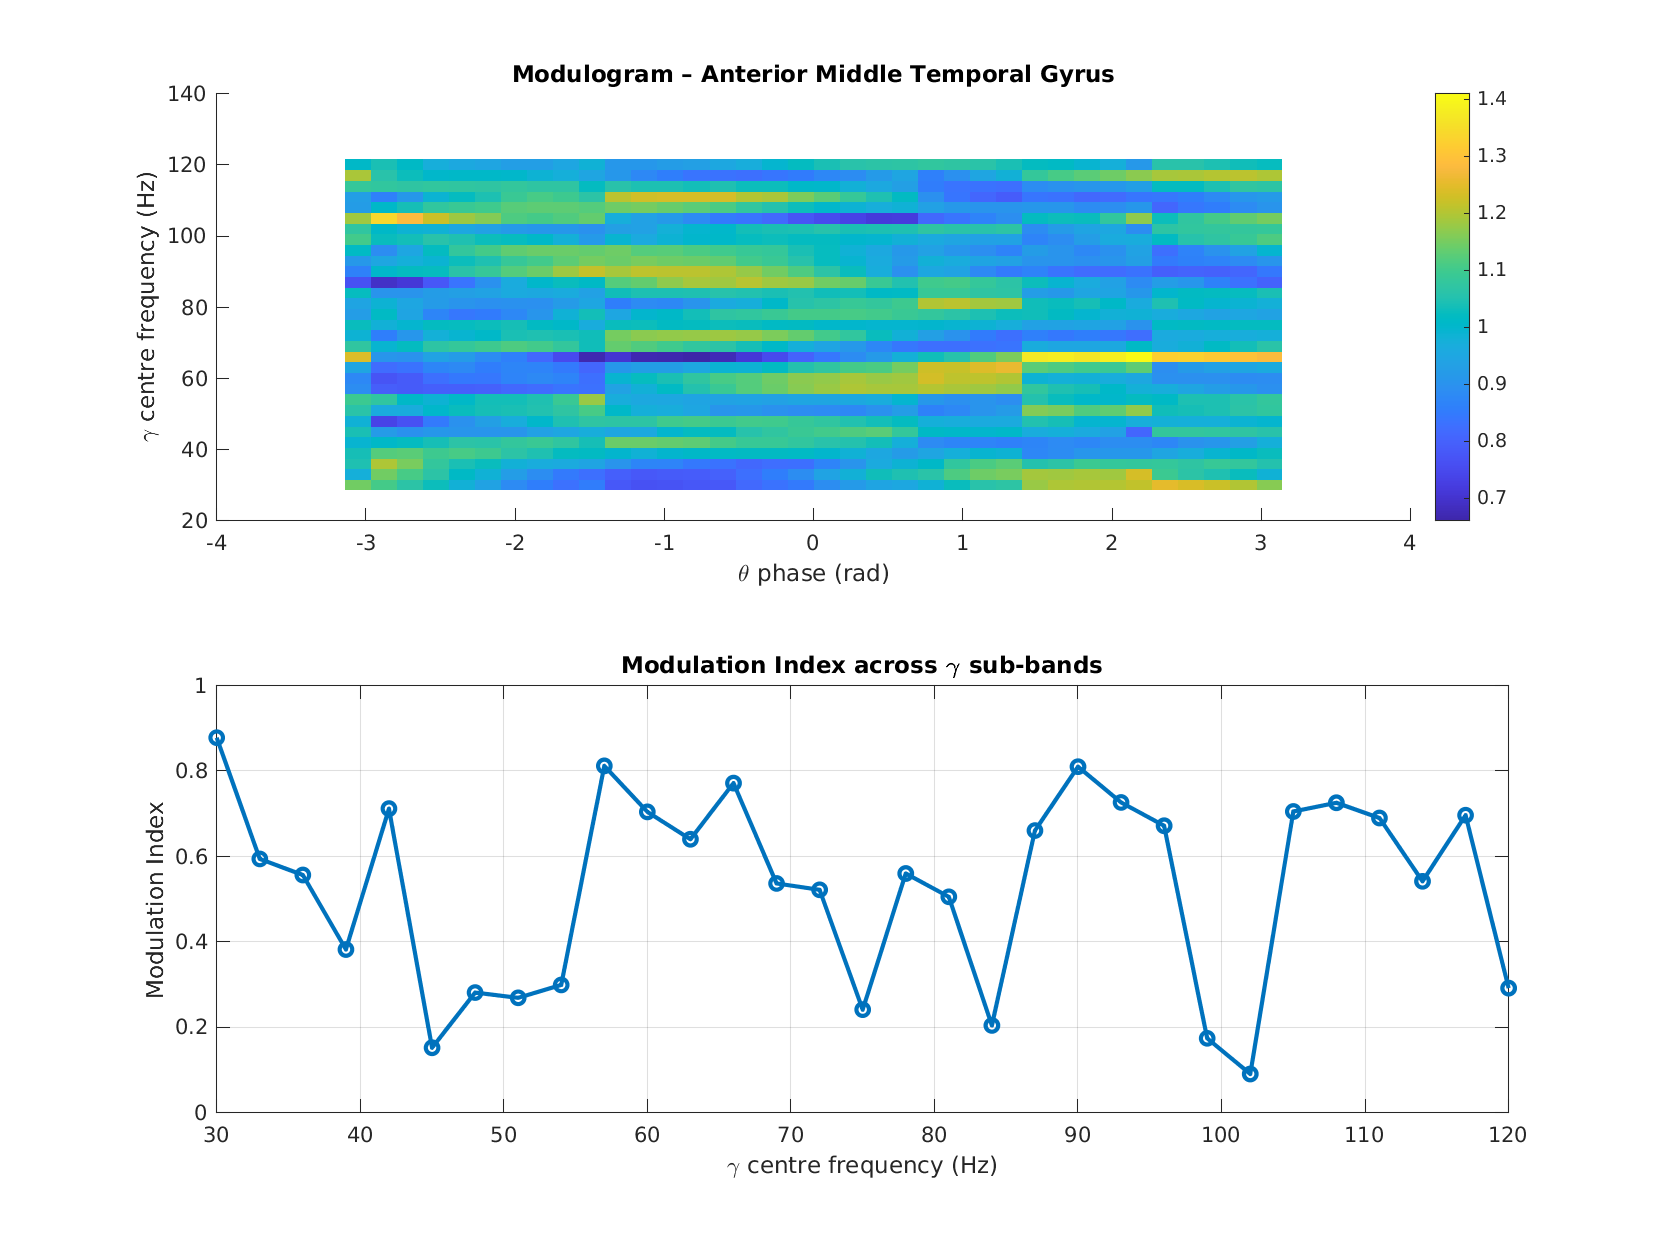 Modulogram – Anterior Middle Temporal Gyrus
140
120
100
80
60
40
20
γ centre frequency (Hz)
-4 -3 -2 -1 0 1 2 3 4
θ phase (rad)
1.4
1.3
1.2
1.1
1
0.9
0.8
0.7
Modulation Index across γ sub-bands
1
0.8
0.6
0.4
0.2
0
Modulation Index
30 40 50 60 70 80 90 100 110 120
γ centre frequency (Hz)